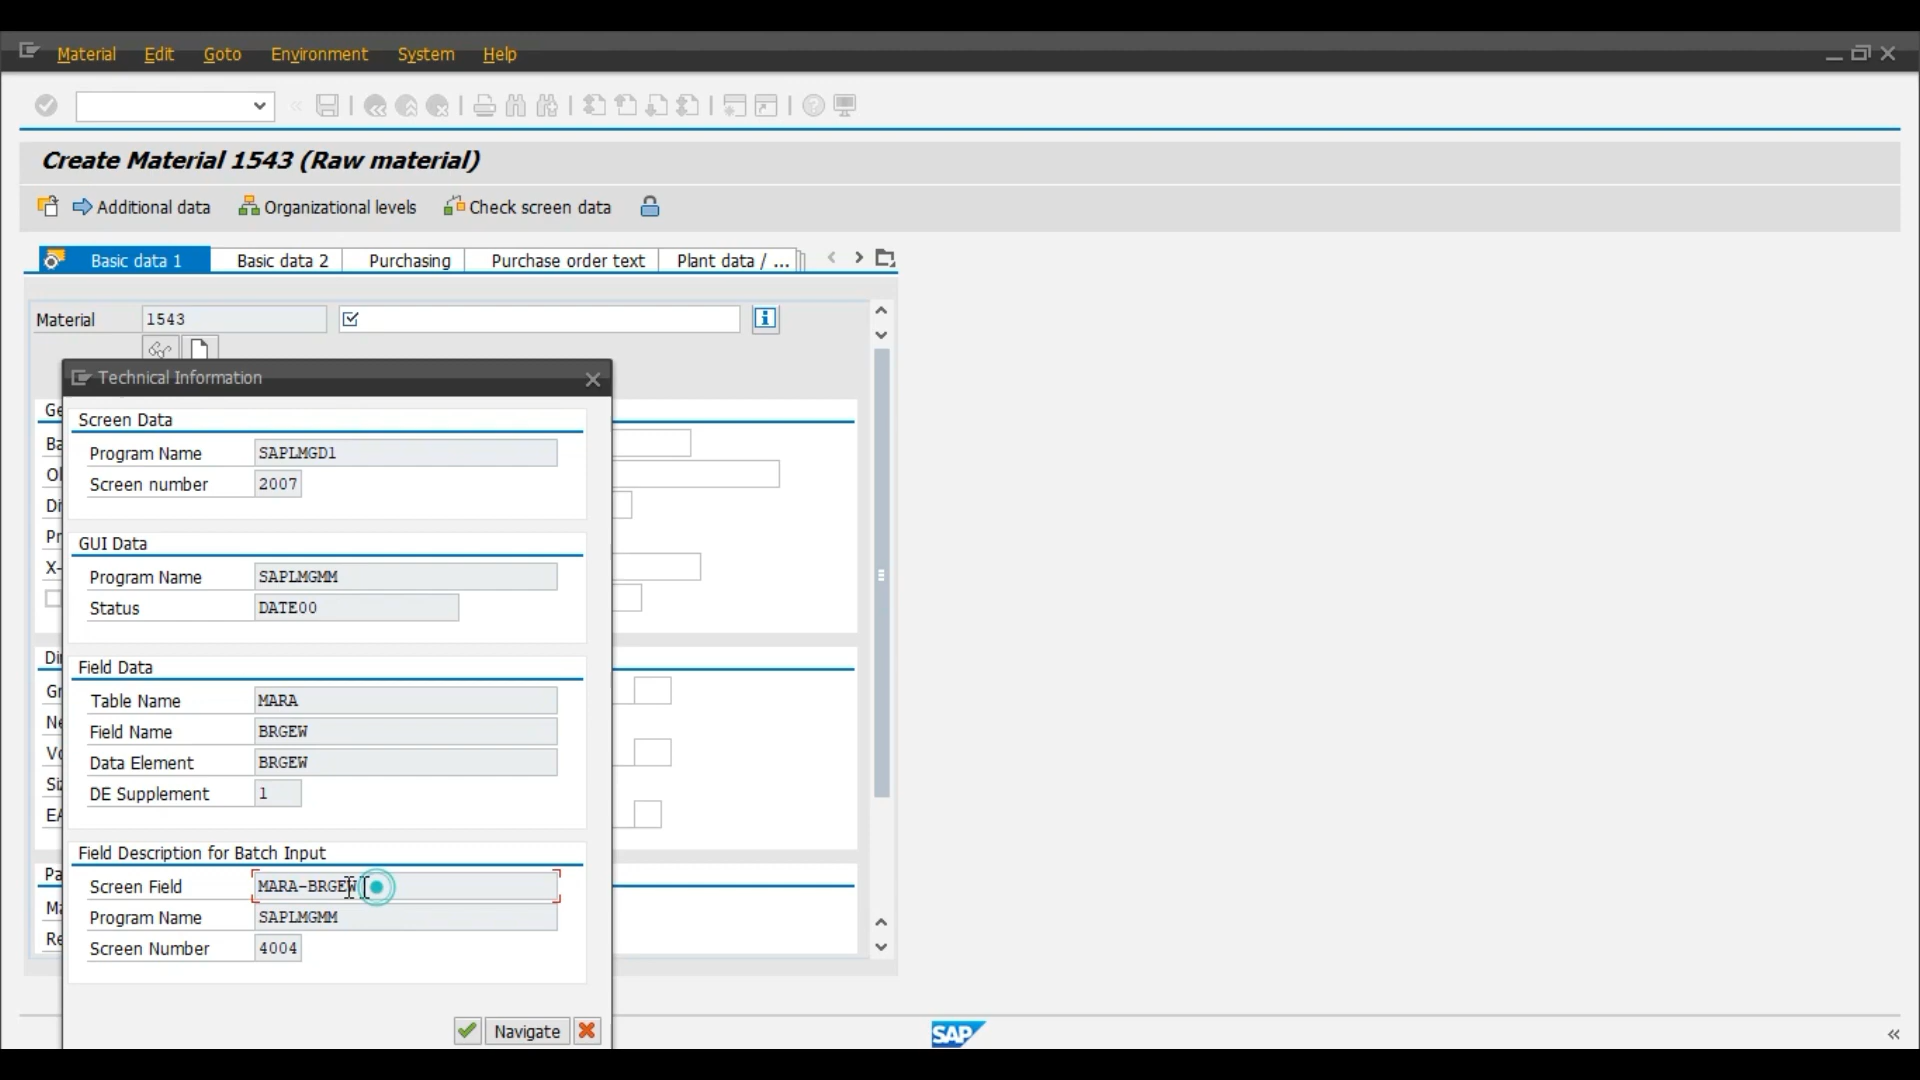 Material Edit Goto Environment System Help
Create Material 1543 (Raw material)
Additional data Organizational levels Check screen data
Basic data 1 Basic data 2 Purchasing Purchase order text Plant data / ...
Material 1543
Technical Information
Screen Data
Program Name SAPLMGD1
Screen number 2007
GUI Data
Program Name SAPLMGMM
Status DATE00
Field Data
Table Name MARA
Field Name BRGEW
Data Element BRGEW
DE Supplement 1
Field Description for Batch Input
Screen Field MARA-BRGEW
Program Name SAPLMGMM
Screen Number 4004
Navigate
SAP